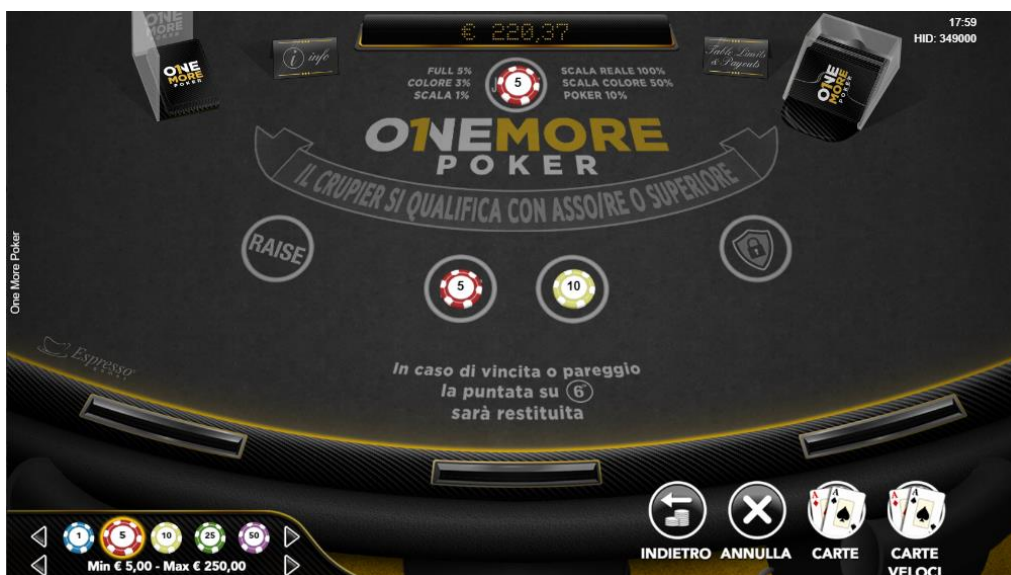 € 220,37
17:59
HID: 349000
ONE
MORE
POKER
i info
Table Limits
& Payouts
ONE
MORE
POKER
FULL 5%
COLORE 3%
SCALA 1%
J
5
SCALA REALE 100%
SCALA COLORE 50%
POKER 10%
ONEMORE
POKER
IL CRUPIER SI QUALIFICA CON ASSO/RE O SUPERIORE
RAISE
One More Poker
5
10
Espresso
GAMES
In caso di vincita o pareggio
la puntata su 6ª
sarà restituita
1 5 10 25 50
Min € 5,00 - Max € 250,00
INDIETRO
ANNULLA
A A
CARTE
A A
CARTE
VELOCI